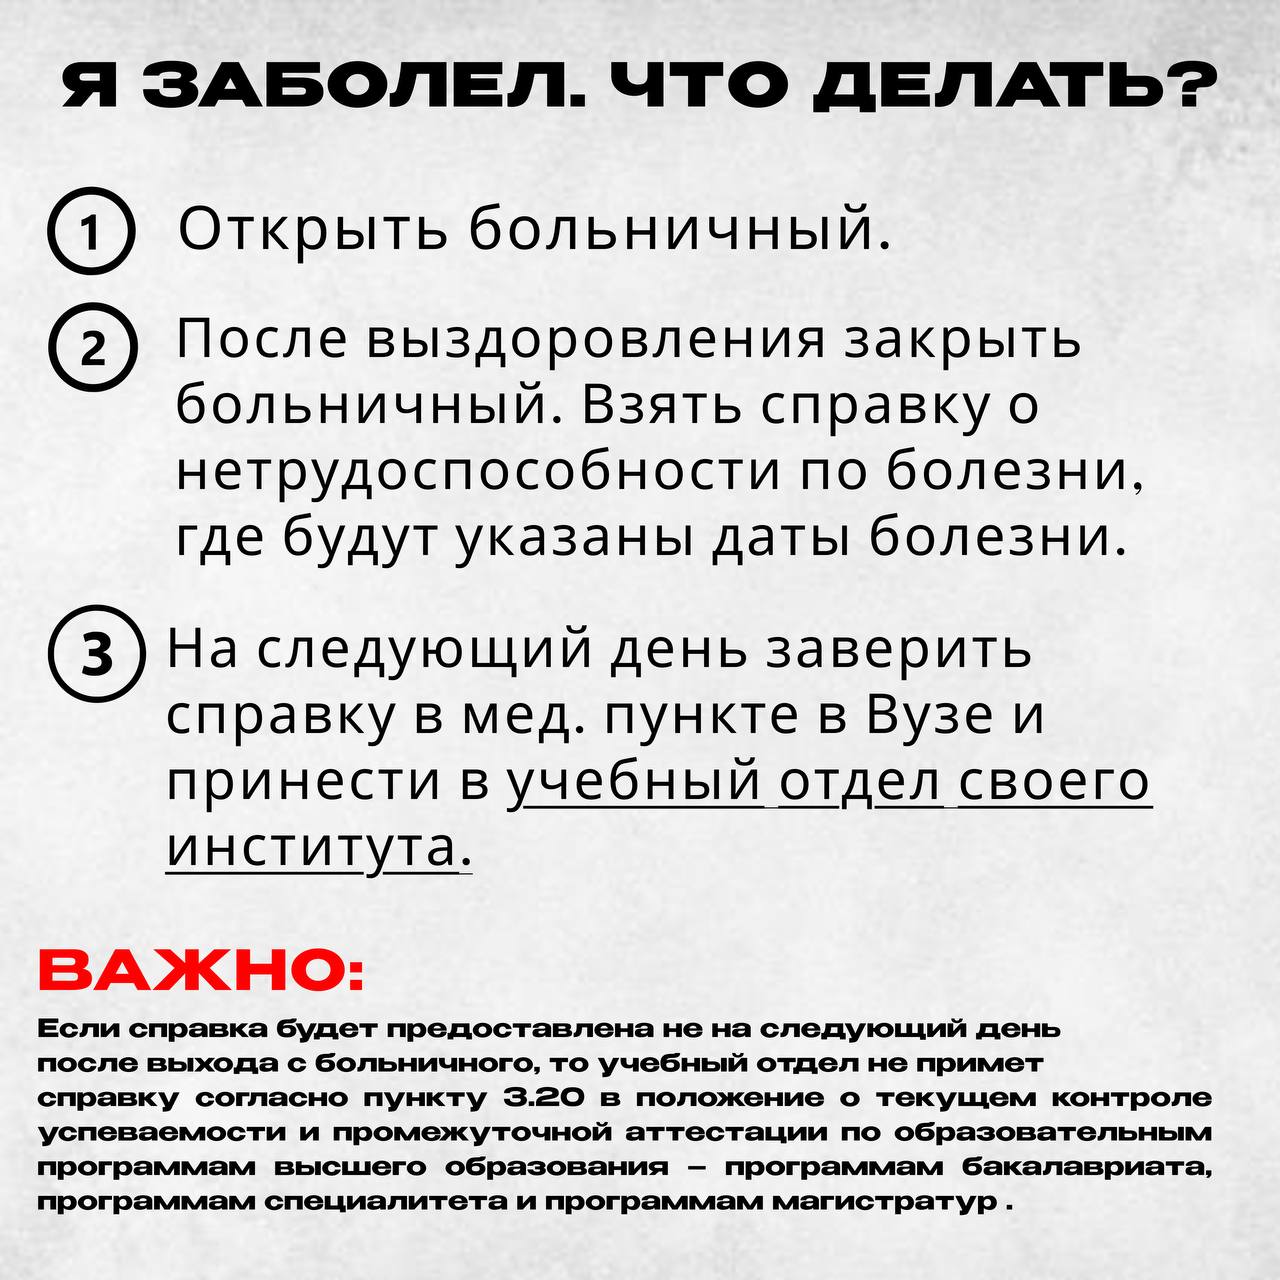 Я ЗАБОЛЕЛ. ЧТО ДЕЛАТЬ?
1 Открыть больничный.
2 После выздоровления закрыть
больничный. Взять справку о
нетрудоспособности по болезни,
где будут указаны даты болезни.
3 На следующий день заверить
справку в мед. пункте в Вузе и
принести в учебный отдел своего
института.
ВАЖНО:
Если справка будет предоставлена не на следующий день
после выхода с больничного, то учебный отдел не примет
справку согласно пункту 3.20 в положение о текущем контроле
успеваемости и промежуточной аттестации по образовательным
программам высшего образования – программам бакалавриата,
программам специалитета и программам магистратур .